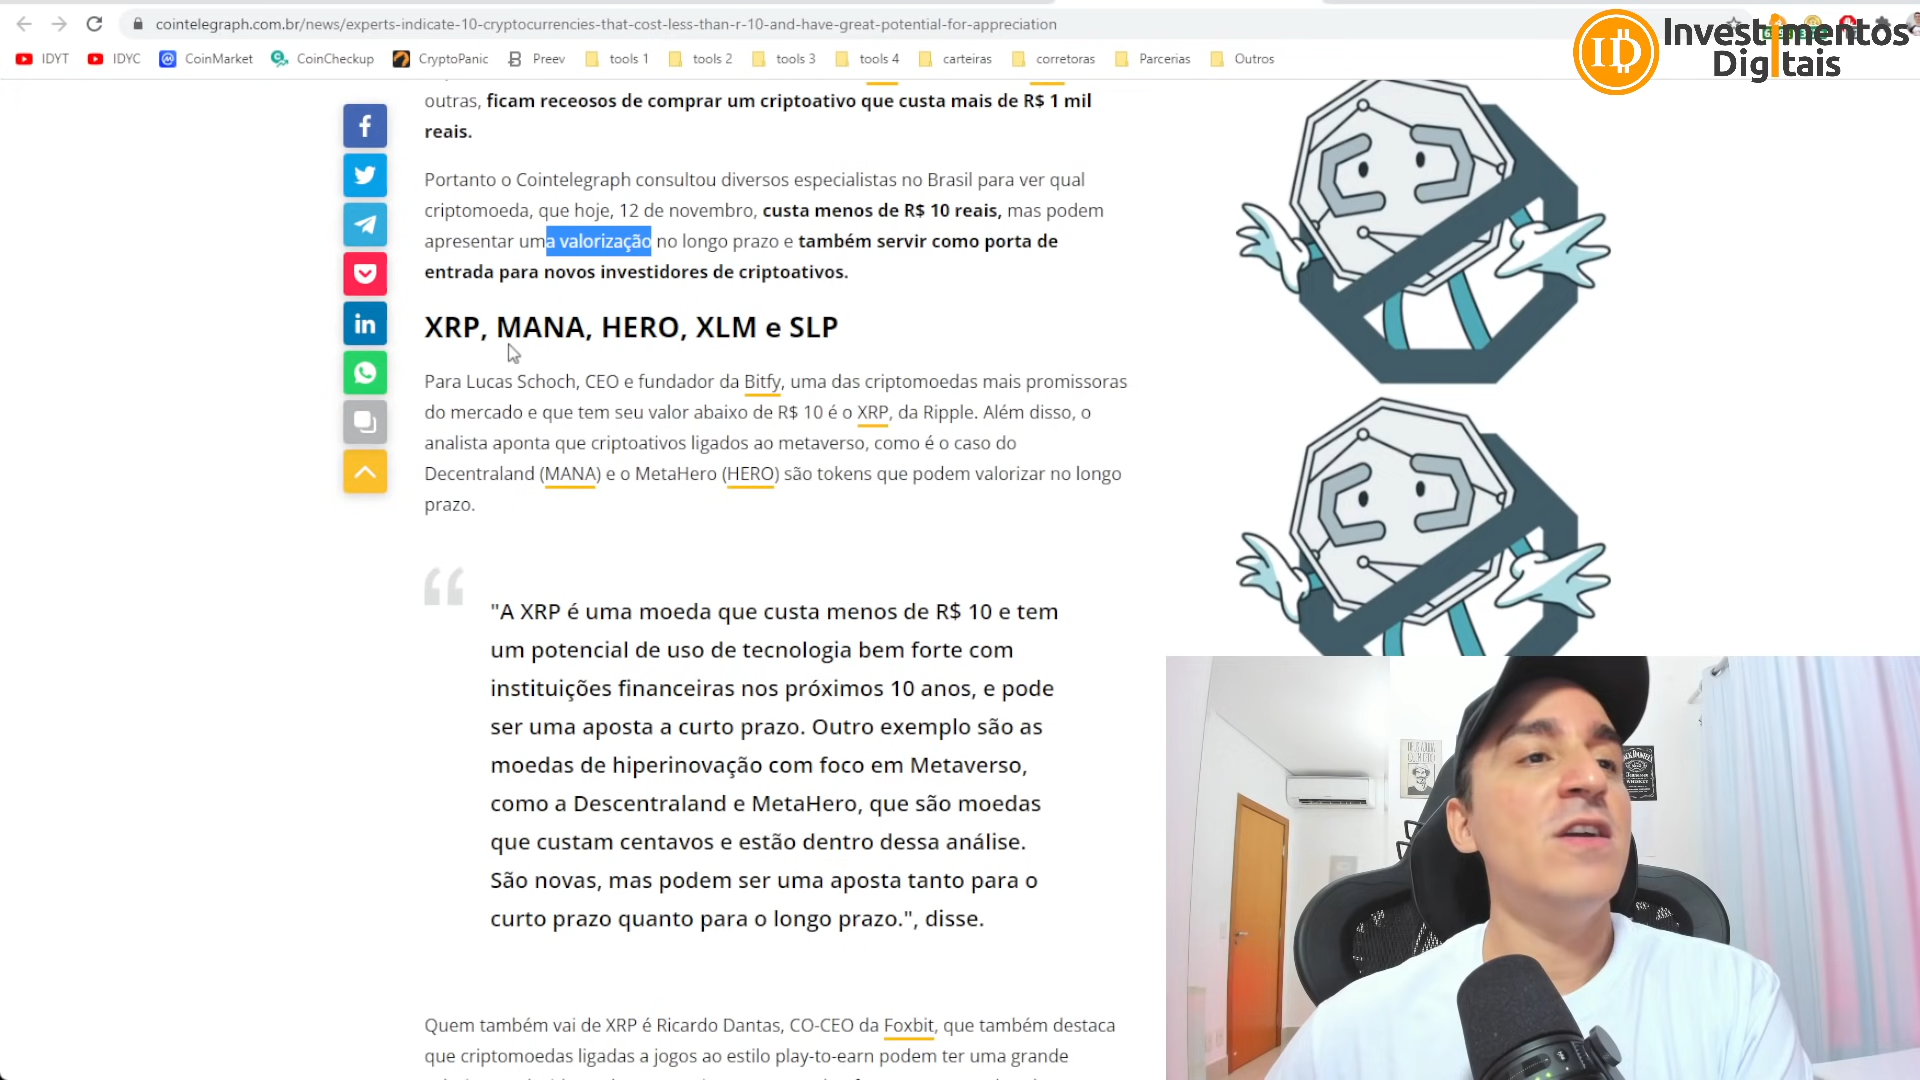 cointelegraph.com.br/news/experts-indicate-10-cryptocurrencies-that-cost-less-than-r-10-and-have-great-potential-for-appreciation
IDYT IDYC CoinMarket CoinCheckup CryptoPanic Preev tools 1 tools 2 tools 3 tools 4 carteiras corretoras Parcerias Outros
Investimentos
Digitais
outras, ficam receosos de comprar um criptoativo que custa mais de R$ 1 mil
reais.
Portanto o Cointelegraph consultou diversos especialistas no Brasil para ver qual
criptomoeda, que hoje, 12 de novembro, custa menos de R$ 10 reais, mas podem
apresentar uma valorização no longo prazo e também servir como porta de
entrada para novos investidores de criptoativos.
XRP, MANA, HERO, XLM e SLP
Para Lucas Schoch, CEO e fundador da Bitfy, uma das criptomoedas mais promissoras
do mercado e que tem seu valor abaixo de R$ 10 é o XRP, da Ripple. Além disso, o
analista aponta que criptoativos ligados ao metaverso, como é o caso do
Decentraland (MANA) e o MetaHero (HERO) são tokens que podem valorizar no longo
prazo.
"A XRP é uma moeda que custa menos de R$ 10 e tem
um potencial de uso de tecnologia bem forte com
instituições financeiras nos próximos 10 anos, e pode
ser uma aposta a curto prazo. Outro exemplo são as
moedas de hiperinovação com foco em Metaverso,
como a Descentraland e MetaHero, que são moedas
que custam centavos e estão dentro dessa análise.
São novas, mas podem ser uma aposta tanto para o
curto prazo quanto para o longo prazo.", disse.
Quem também vai de XRP é Ricardo Dantas, CO-CEO da Foxbit, que também destaca
que criptomoedas ligadas a jogos ao estilo play-to-earn podem ter uma grande